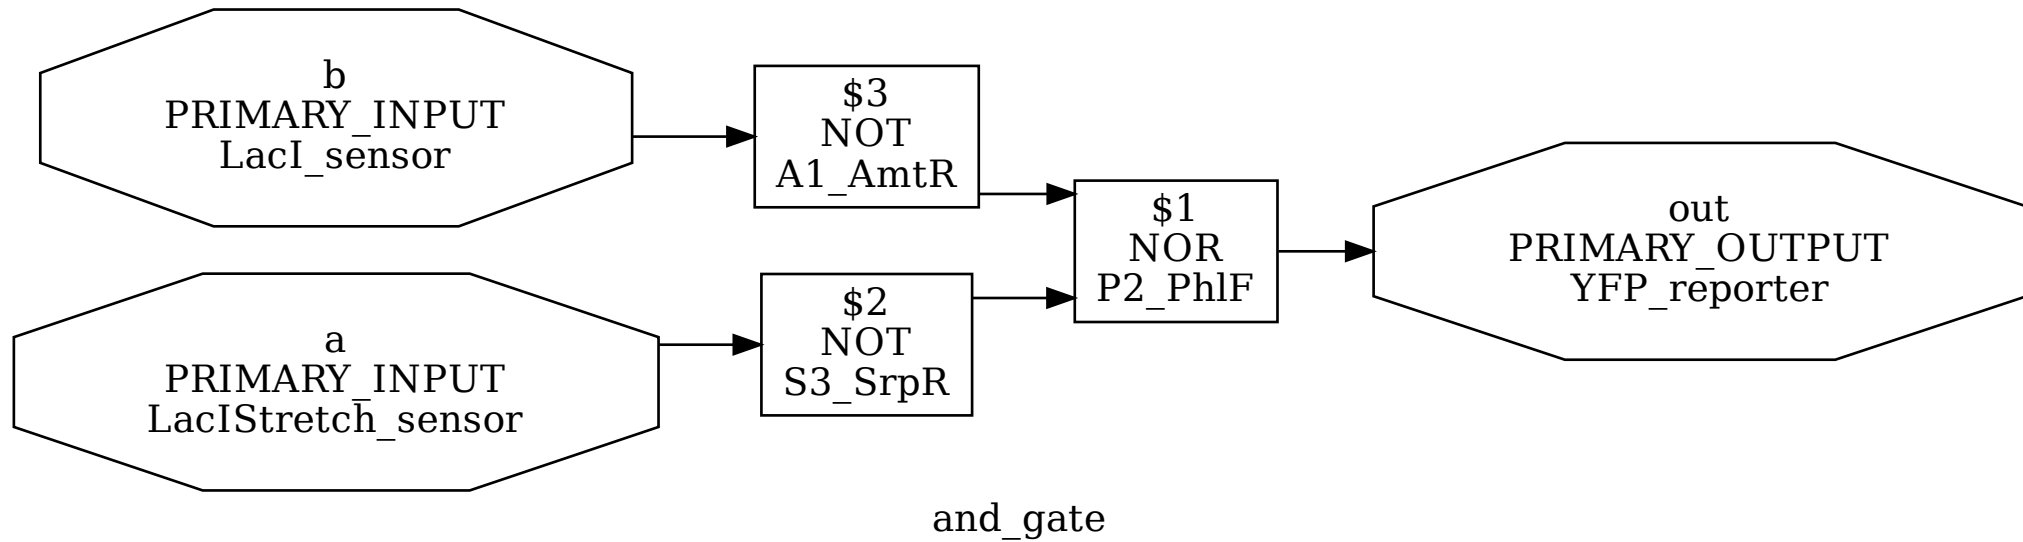 b
PRIMARY_INPUT
LacI_sensor
$3
NOT
A1_AmtR
a
PRIMARY_INPUT
LacIStretch_sensor
$2
NOT
S3_SrpR
$1
NOR
P2_PhlF
out
PRIMARY_OUTPUT
YFP_reporter
and_gate